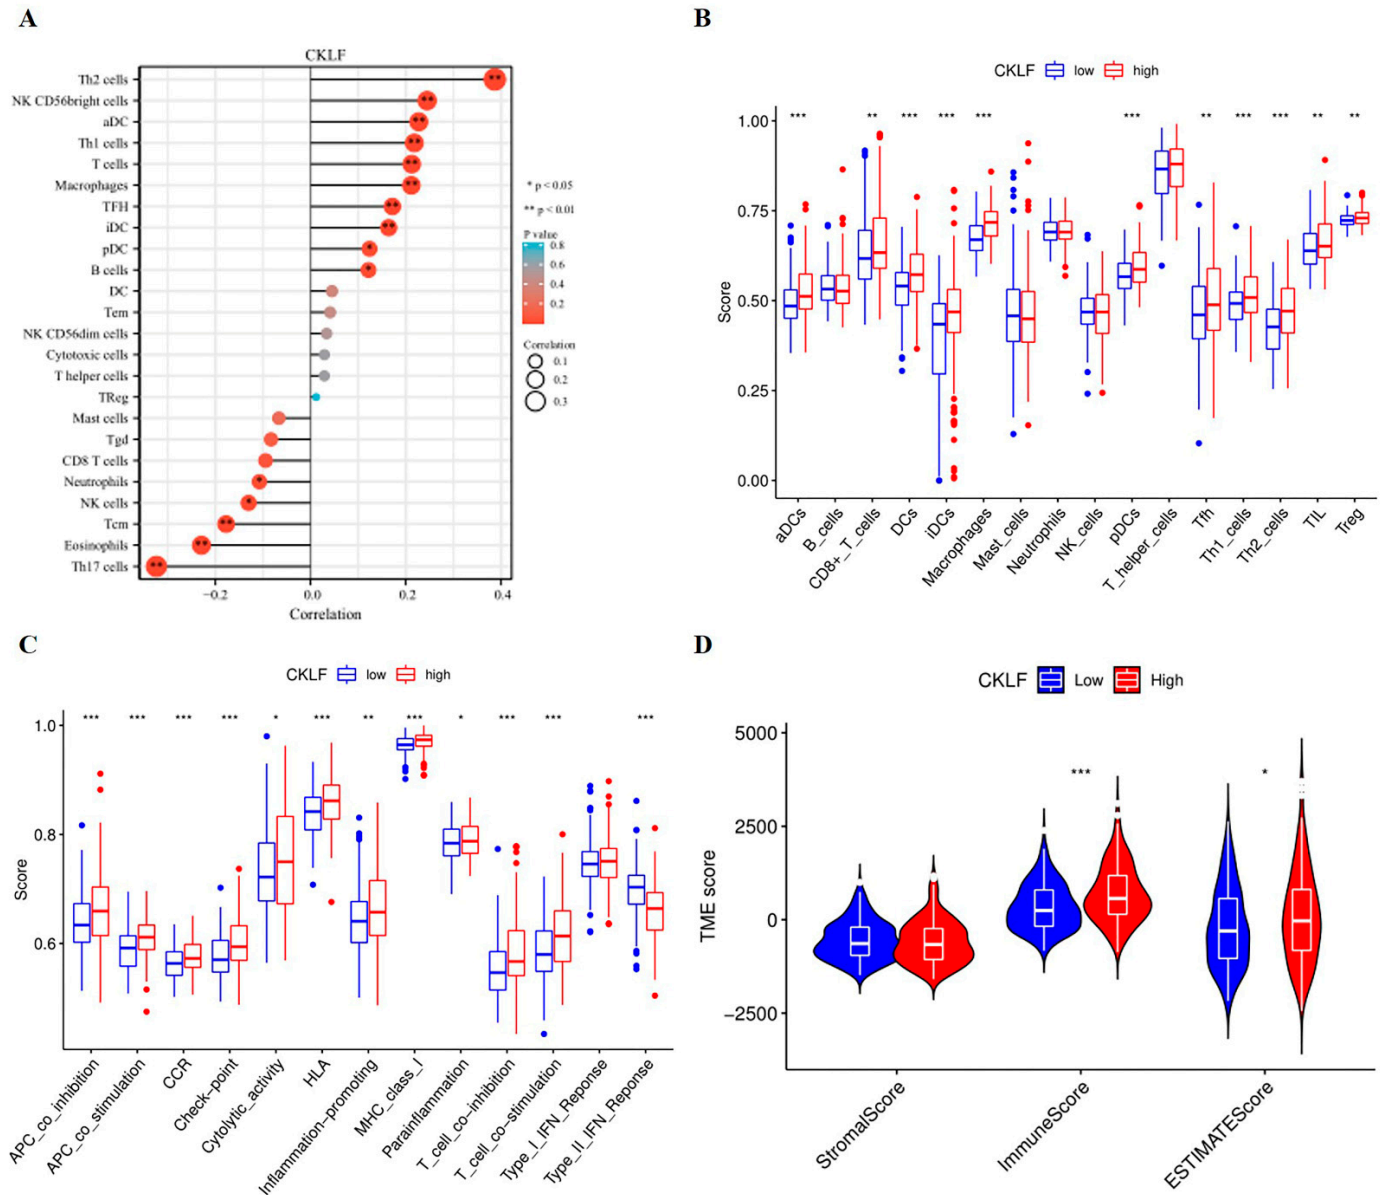 A
CKLF
Th2 cells
NK CD56bright cells
aDC
Th1 cells
T cells
Macrophages
TFH
iDC
pDC
B cells
DC
Tem
NK CD56dim cells
Cytotoxic cells
T helper cells
TReg
Mast cells
Tgd
CD8 T cells
Neutrophils
NK cells
Tcm
Eosinophils
Th17 cells
** ** ** ** ** ** ** ** * * * * ** ** **
−0.2 0.0 0.2 0.4
Correlation
* p < 0.05
** p < 0.01
P value
0.8
0.6
0.4
0.2
Correlation
0.1
0.2
0.3
B
CKLF low high
*** ** *** *** *** *** ** *** *** ** **
1.00
0.75
0.50
0.25
0.00
Score
aDCs B_cells CD8+_T_cells DCs iDCs Macrophages Mast_cells Neutrophils NK_cells pDCs T_helper_cells Tfh Th1_cells Th2_cells TIL Treg
C
CKLF low high
*** *** *** *** * *** ** *** * *** *** ***
1.0
0.8
0.6
Score
APC_co_inhibition APC_co_stimulation CCR Check−point Cytolytic_activity HLA Inflammation−promoting MHC_class_I Parainflammation T_cell_co−inhibition T_cell_co−stimulation Type_I_IFN_Reponse Type_II_IFN_Reponse
D
CKLF Low High
*** *
5000
2500
0
−2500
TME score
StromalScore ImmuneScore ESTIMATEScore